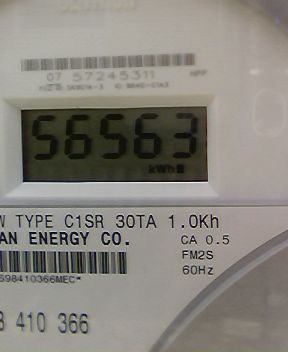 07 57245311
56563
kWh
TYPE C1SR 30TA 1.0Kh
AN ENERGY CO.
CA 0.5
FM2S
60Hz
S98410366MEC*
410 366